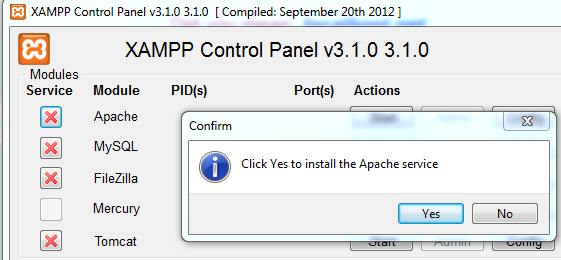 XAMPP Control Panel v3.1.0 3.1.0 [ Compiled: September 20th 2012 ]
XAMPP Control Panel v3.1.0 3.1.0
Modules
Service Module PID(s) Port(s) Actions
Apache
Confirm
MySQL
Click Yes to install the Apache service
FileZilla
Mercury
Yes No
Tomcat Start Admin Config